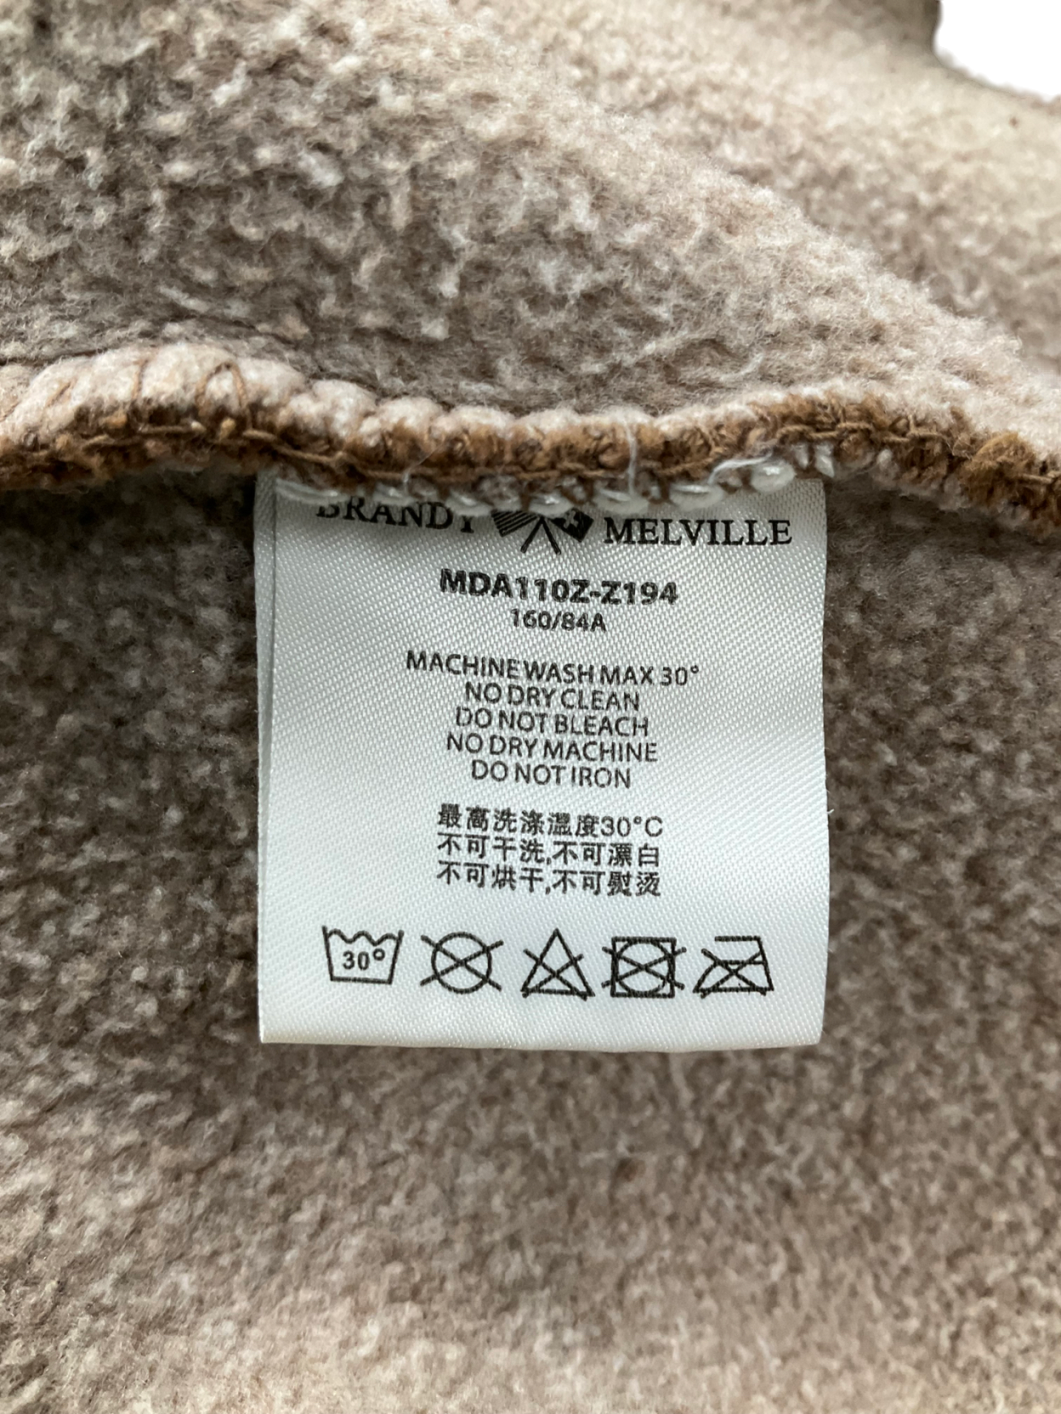 BRANDY MELVILLE
MDA110Z-Z194
160/84A
MACHINE WASH MAX 30°
NO DRY CLEAN
DO NOT BLEACH
NO DRY MACHINE
DO NOT IRON
最高洗涤温度30°C
不可干洗,不可漂白
不可烘干,不可熨烫
30°